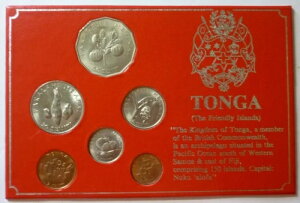 TONGA
(The Friendly Islands)
"The Kingdom of Tonga, a member
of the British Commonwealth,
is an archipelago situated in the
Pacific Ocean south of Western
Samoa & east of Fiji,
comprising 150 islands. Capital:
Nuku 'alofa"